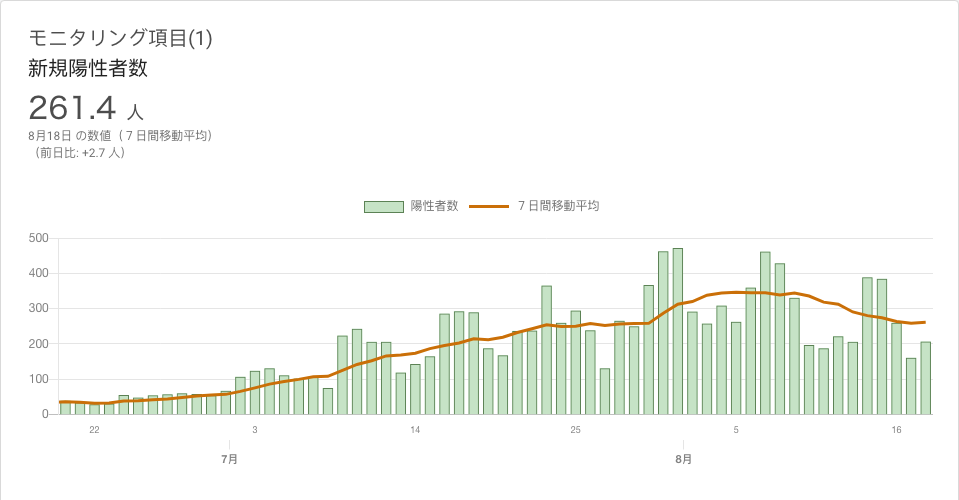 モニタリング項目(1)
新規陽性者数
261.4 人
8月18日 の数値（７日間移動平均）
（前日比: +2.7 人）
陽性者数 ７日間移動平均
500
400
300
200
100
0
22 3 14 25 5 16
7月 8月